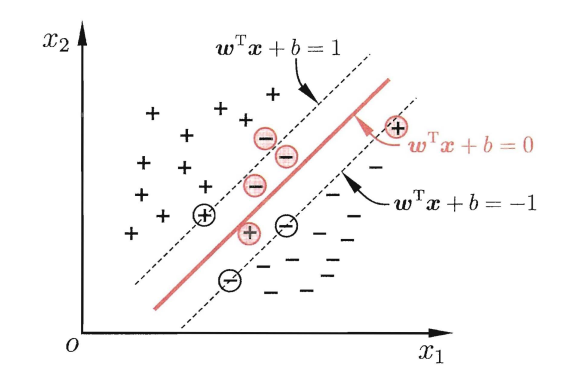 x₂
𝒘ᵀ𝒙 + b = 1
𝒘ᵀ𝒙 + b = 0
𝒘ᵀ𝒙 + b = −1
O
x₁